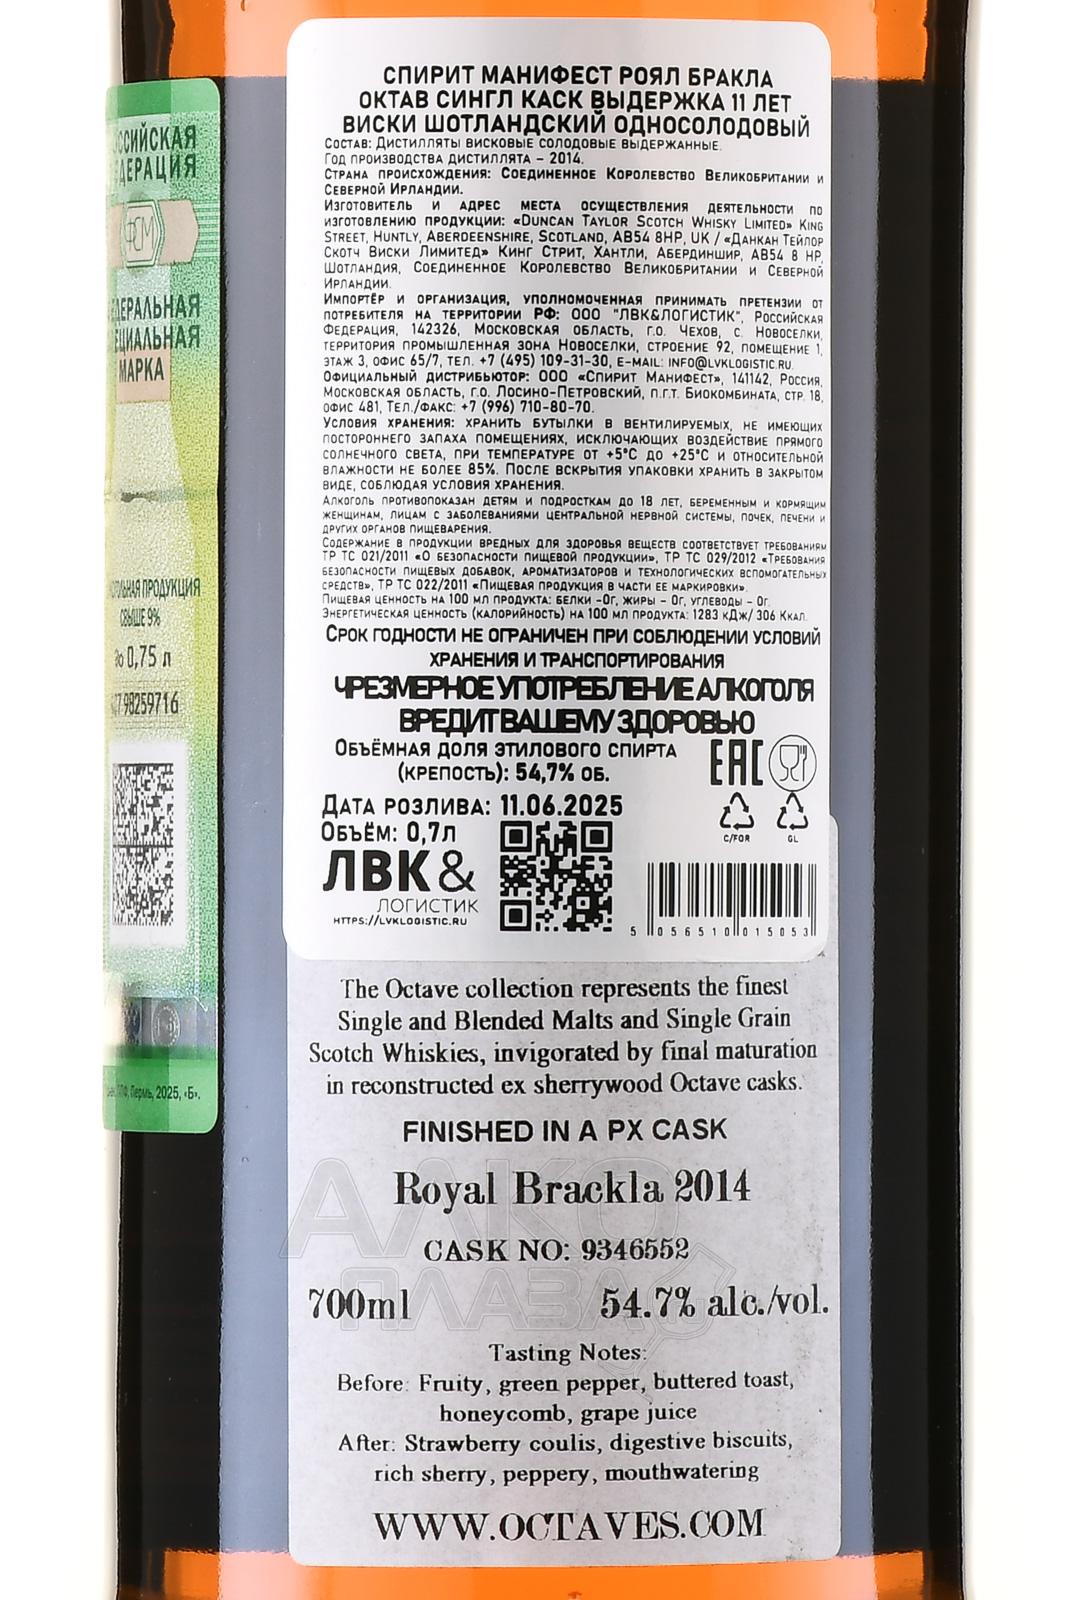 СПИРИТ МАНИФЕСТ РОЯЛ БРАКЛА
ОКТАВ СИНГЛ КАСК ВЫДЕРЖКА 11 ЛЕТ
ВИСКИ ШОТЛАНДСКИЙ ОДНОСОЛОДОВЫЙ
Состав: Дистилляты висковые солодовые выдержанные.
Год производства дистиллята – 2014.
Страна происхождения: Соединенное Королевство Великобритании и
Северной Ирландии.
Изготовитель и адрес места осуществления деятельности по
изготовлению продукции: «Duncan Taylor Scotch Whisky Limited» King
Street, Huntly, Aberdeenshire, Scotland, AB54 8HP, UK / «Данкан Тейлор
Скотч Виски Лимитед» Кинг Стрит, Хантли, Абердиншир, AB54 8 HP,
Шотландия, Соединенное Королевство Великобритании и Северной
Ирландии.
Импортёр и организация, уполномоченная принимать претензии от
потребителя на территории РФ: ООО "ЛВК&ЛОГИСТИК", Российская
Федерация, 142326, Московская область, г.о. Чехов, с. Новоселки,
территория промышленная зона Новоселки, строение 92, помещение 1,
этаж 3, офис 65/7, тел. +7 (495) 109-31-30, e-mail: info@lvklogistic.ru.
Официальный дистрибьютор: ООО «Спирит Манифест», 141142, Россия,
Московская область, г.о. Лосино-Петровский, п.г.т. Биокомбината, стр. 18,
офис 481, Тел./факс: +7 (996) 710-80-70.
Условия хранения: хранить бутылки в вентилируемых, не имеющих
постороннего запаха помещениях, исключающих воздействие прямого
солнечного света, при температуре от +5°С до +25°С и относительной
влажности не более 85%. После вскрытия упаковки хранить в закрытом
виде, соблюдая условия хранения.
Алкоголь противопоказан детям и подросткам до 18 лет, беременным и кормящим
женщинам, лицам с заболеваниями центральной нервной системы, почек, печени и
других органов пищеварения.
Содержание в продукции вредных для здоровья веществ соответствует требованиям
ТР ТС 021/2011 «О безопасности пищевой продукции», ТР ТС 029/2012 «Требования
безопасности пищевых добавок, ароматизаторов и технологических вспомогательных
средств», ТР ТС 022/2011 «Пищевая продукция в части ее маркировки».
Пищевая ценность на 100 мл продукта: белки -0г, жиры – 0г, углеводы – 0г.
Энергетическая ценность (калорийность) на 100 мл продукта: 1283 кДж/ 306 Ккал.
Срок годности не ограничен при соблюдении условий
хранения и транспортирования
ЧРЕЗМЕРНОЕ УПОТРЕБЛЕНИЕ АЛКОГОЛЯ
ВРЕДИТ ВАШЕМУ ЗДОРОВЬЮ
Объёмная доля этилового спирта
(крепость): 54,7% об.
EAC
Дата розлива: 11.06.2025
Объём: 0,7л
C/FOR GL
ЛВК&
ЛОГИСТИК
HTTPS://LVKLOGISTIC.RU
5 056510 015053
The Octave collection represents the finest
Single and Blended Malts and Single Grain
Scotch Whiskies, invigorated by final maturation
in reconstructed ex sherrywood Octave casks.
FINISHED IN A PX CASK
Royal Brackla 2014
CASK NO: 9346552
700ml 54.7% alc./vol.
Tasting Notes:
Before: Fruity, green pepper, buttered toast,
honeycomb, grape juice
After: Strawberry coulis, digestive biscuits,
rich sherry, peppery, mouthwatering
WWW.OCTAVES.COM
ФСМ
МАРКА
СВЫШЕ 9%
до 0,75 л
98259716
Пермь, 2025, «Б».
АЛКО
ПЛАЗА